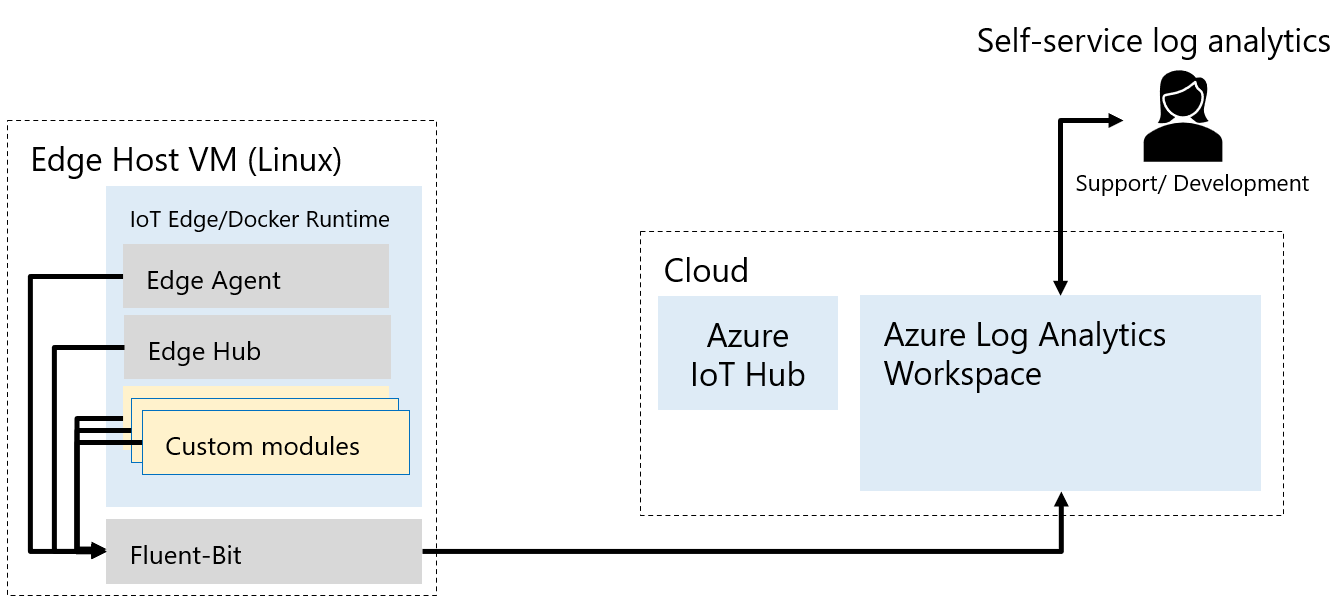 Self-service log analytics
Support/ Development
Edge Host VM (Linux)
IoT Edge/Docker Runtime
Edge Agent
Edge Hub
Custom modules
Fluent-Bit
Cloud
Azure
IoT Hub
Azure Log Analytics
Workspace